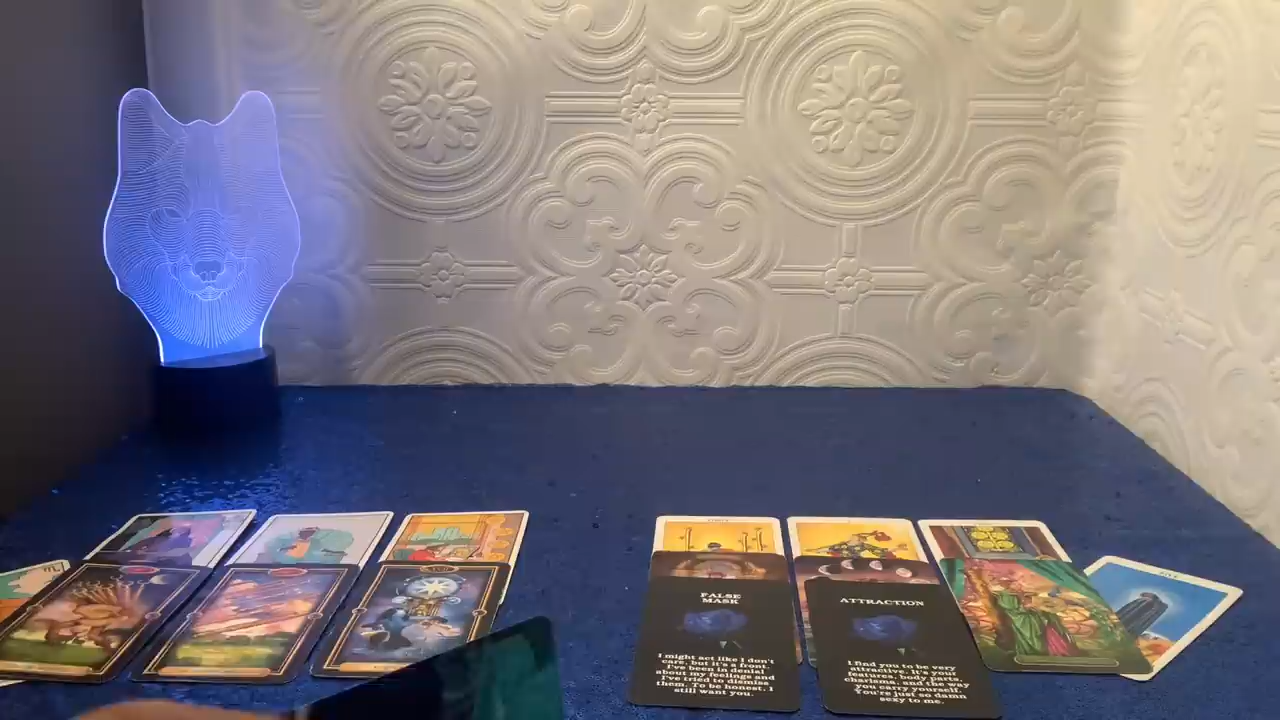 FALSE
MASK
I might act like I don't
care, but it's a front.
I've been in denial
about my feelings and
I've tried to dismiss
them. To be honest, I
still want you.
ATTRACTION
I find you to be very
attractive. It's your
features, body parts,
charisma, and the way
you carry yourself.
You're just so damn
sexy to me.